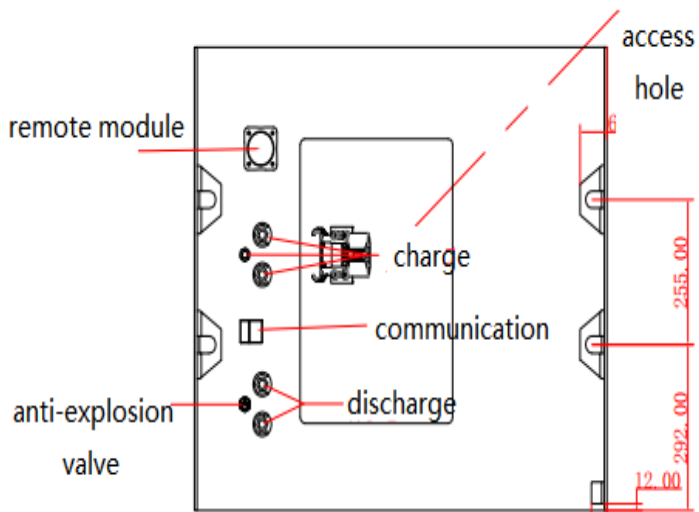 access
hole
remote module
6
charge
255.00
communication
anti-explosion
valve
discharge
292.00
12.00